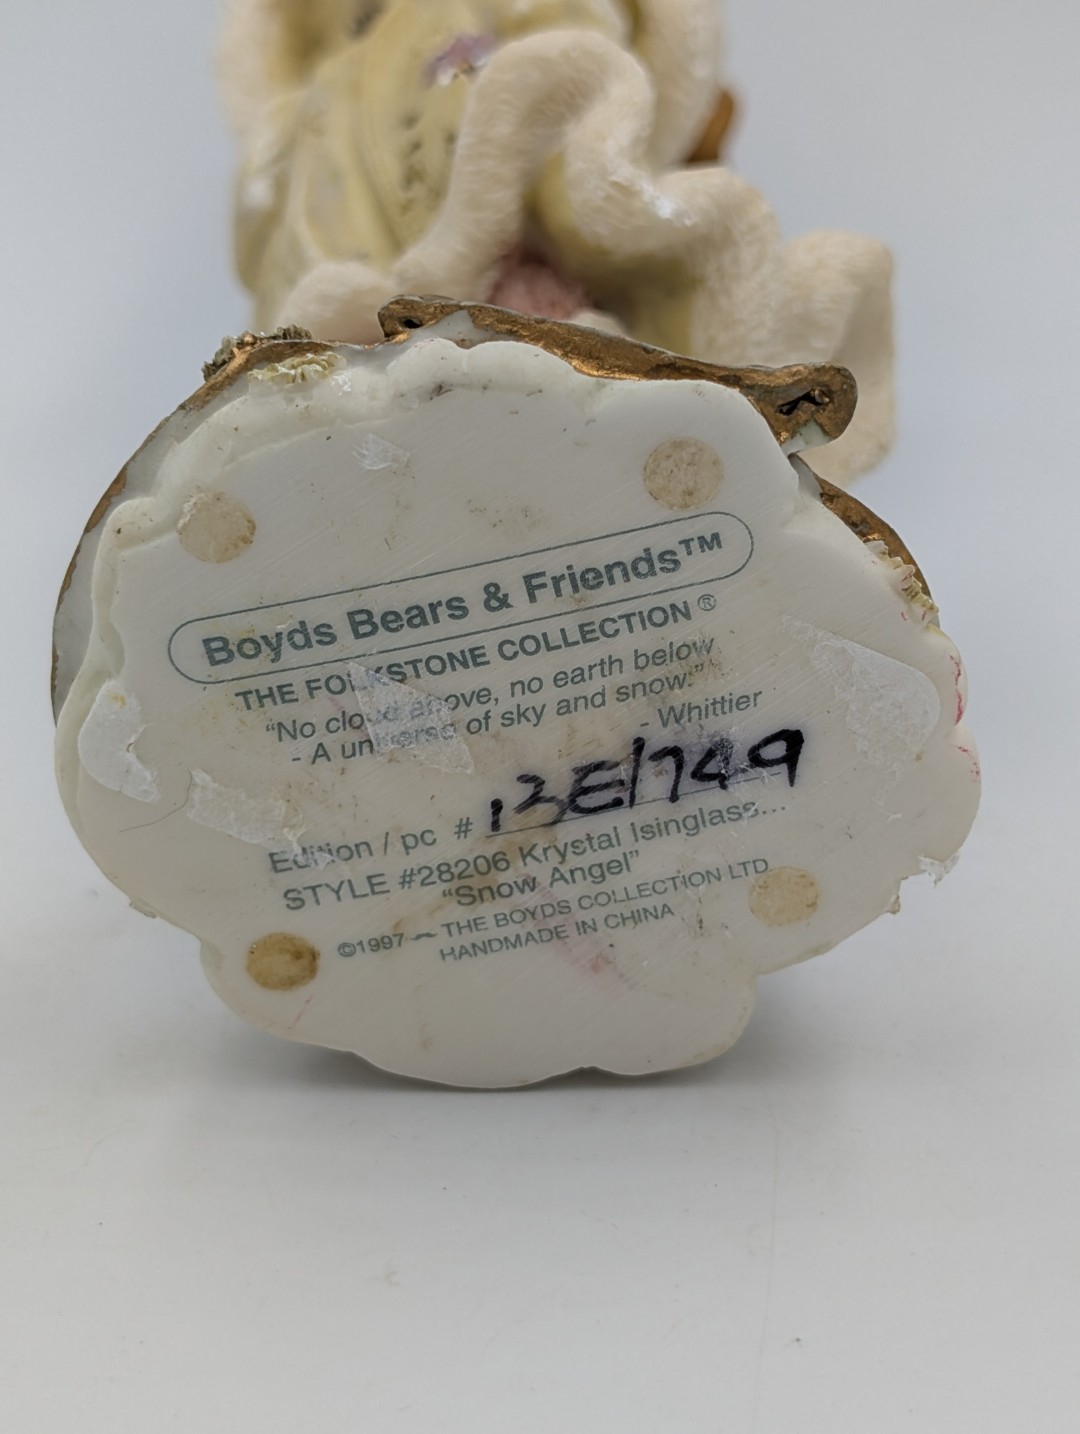 Boyds Bears & Friends™
THE FOLKSTONE COLLECTION®
“No cloud above, no earth below
- A universe of sky and snow.”
- Whittier
Edition / pc # 13E/749
STYLE #28206 Krystal Isinglass...
“Snow Angel”
©1997 THE BOYDS COLLECTION LTD
HANDMADE IN CHINA